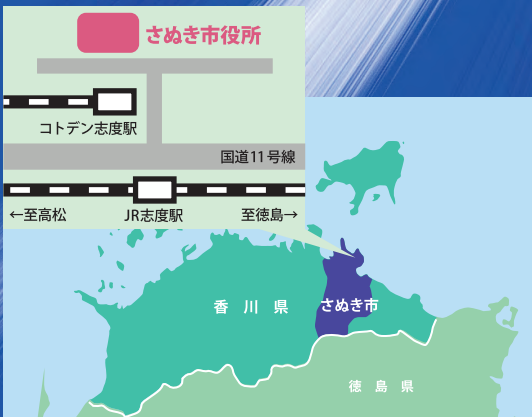 さぬき市役所
コトデン志度駅
国道11号線
←至高松
JR志度駅
至徳島→
香川県
さぬき市
徳島県